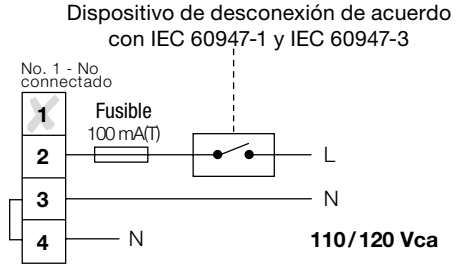 Dispositivo de desconexión de acuerdo
con IEC 60947-1 y IEC 60947-3
No. 1 - No
connectado
1
Fusible
100 mA(T)
2
L
3
N
4
N
110/120 Vca